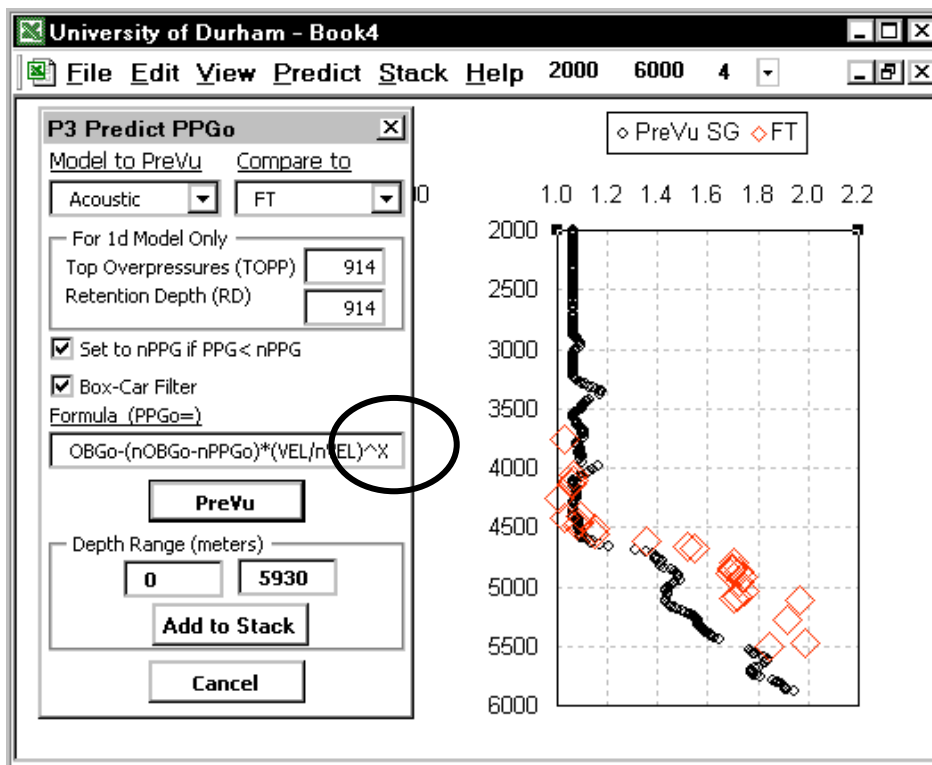 University of Durham - Book4
File Edit View Predict Stack Help 2000 6000 4
P3 Predict PPGo
Model to PreVu Compare to
Acoustic FT
For 1d Model Only
Top Overpressures (TOPP) 914
Retention Depth (RD) 914
Set to nPPG if PPG< nPPG
Box-Car Filter
Formula (PPGo=)
OBGo-(nOBGo-nPPGo)*(VEL/nVEL)^X
PreVu
Depth Range (meters)
0 5930
Add to Stack
Cancel
PreVu SG FT
1.0 1.2 1.4 1.6 1.8 2.0 2.2
2000
2500
3000
3500
4000
4500
5000
5500
6000